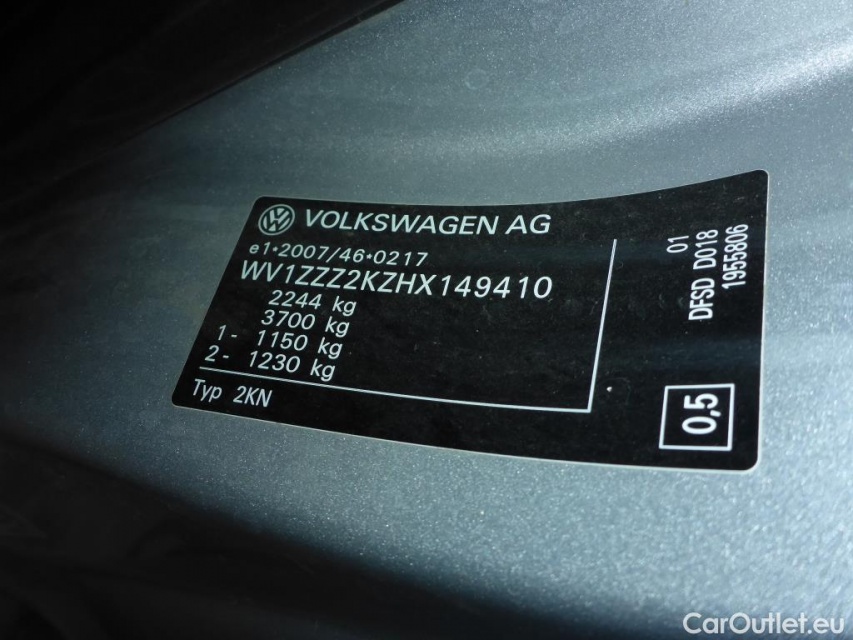 VOLKSWAGEN AG
e1*2007/46*0217
WV1ZZZ2KZHX149410
2244 kg
3700 kg
1- 1150 kg
2- 1230 kg
Typ 2KN
01
DFSD D018
1955806
0,5
CarOutlet.eu